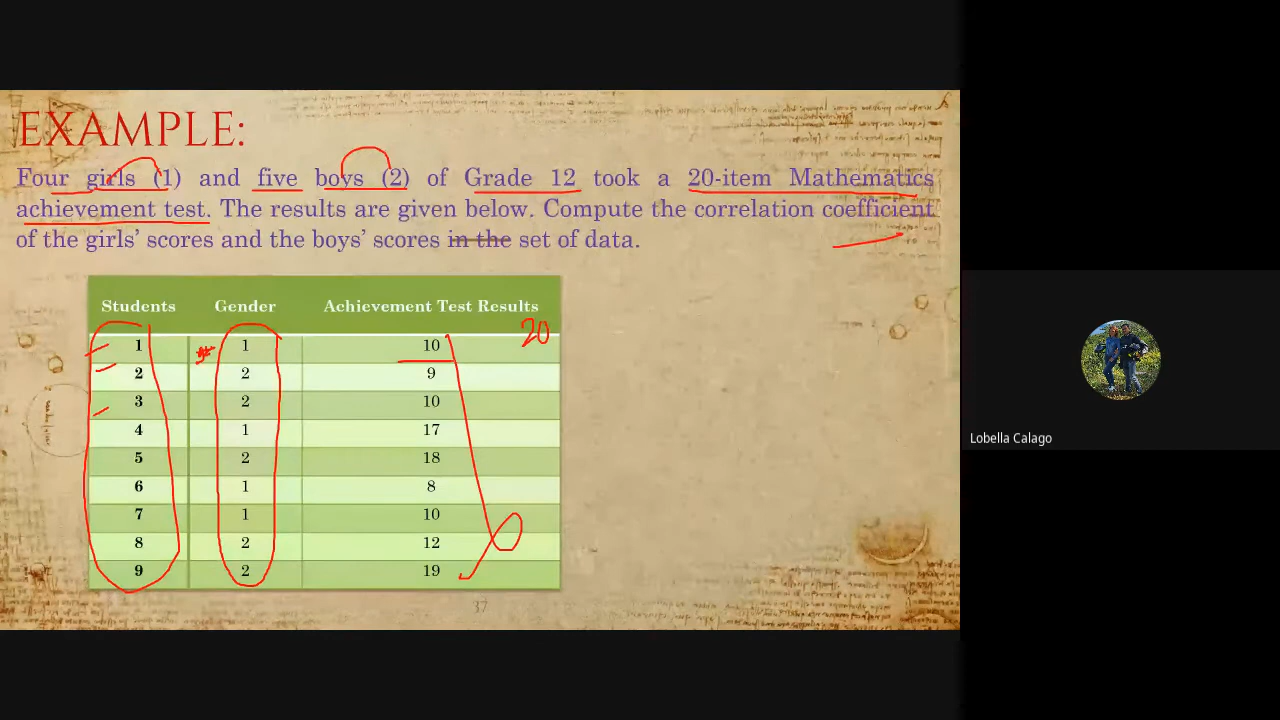 EXAMPLE:
Four girls (1) and five boys (2) of Grade 12 took a 20-item Mathematics
achievement test. The results are given below. Compute the correlation coefficient
of the girls' scores and the boys' scores in the set of data.
Students Gender Achievement Test Results
20
1 1 10
2 2 9
3 2 10
4 1 17
5 2 18
6 1 8
7 1 10
8 2 12
9 2 19
37
Lobella Calago